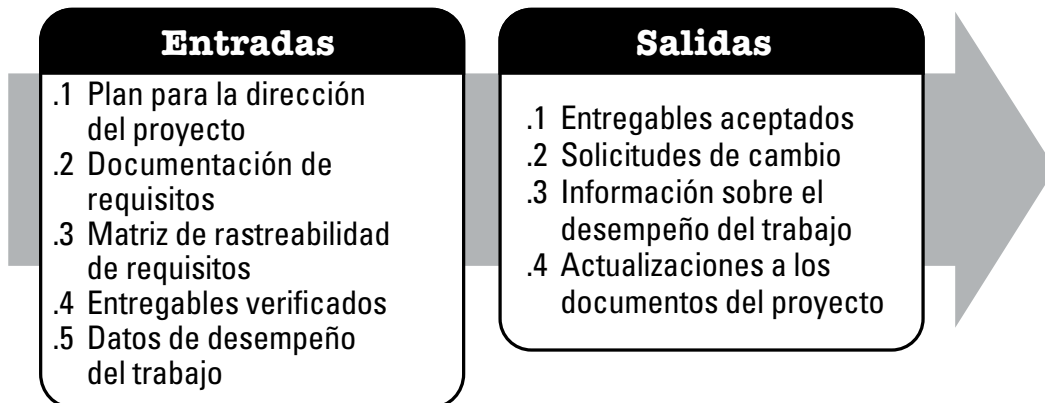 Entradas
.1 Plan para la dirección
del proyecto
.2 Documentación de
requisitos
.3 Matriz de rastreabilidad
de requisitos
.4 Entregables verificados
.5 Datos de desempeño
del trabajo
Salidas
.1 Entregables aceptados
.2 Solicitudes de cambio
.3 Información sobre el
desempeño del trabajo
.4 Actualizaciones a los
documentos del proyecto